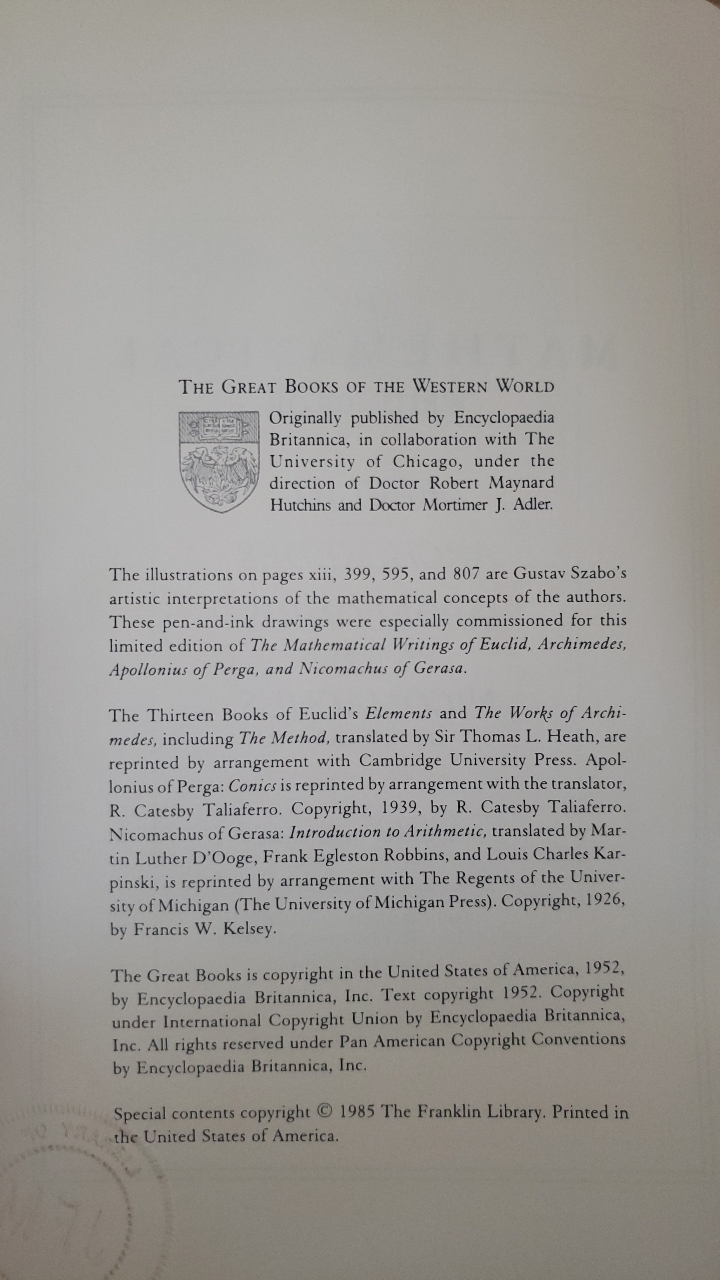 THE GREAT BOOKS OF THE WESTERN WORLD
Originally published by Encyclopaedia
Britannica, in collaboration with The
University of Chicago, under the
direction of Doctor Robert Maynard
Hutchins and Doctor Mortimer J. Adler.
The illustrations on pages xiii, 399, 595, and 807 are Gustav Szabo's
artistic interpretations of the mathematical concepts of the authors.
These pen-and-ink drawings were especially commissioned for this
limited edition of The Mathematical Writings of Euclid, Archimedes,
Apollonius of Perga, and Nicomachus of Gerasa.
The Thirteen Books of Euclid's Elements and The Works of Archi-
medes, including The Method, translated by Sir Thomas L. Heath, are
reprinted by arrangement with Cambridge University Press. Apol-
lonius of Perga: Conics is reprinted by arrangement with the translator,
R. Catesby Taliaferro. Copyright, 1939, by R. Catesby Taliaferro.
Nicomachus of Gerasa: Introduction to Arithmetic, translated by Mar-
tin Luther D'Ooge, Frank Egleston Robbins, and Louis Charles Kar-
pinski, is reprinted by arrangement with The Regents of the Univer-
sity of Michigan (The University of Michigan Press). Copyright, 1926,
by Francis W. Kelsey.
The Great Books is copyright in the United States of America, 1952,
by Encyclopaedia Britannica, Inc. Text copyright 1952. Copyright
under International Copyright Union by Encyclopaedia Britannica,
Inc. All rights reserved under Pan American Copyright Conventions
by Encyclopaedia Britannica, Inc.
Special contents copyright © 1985 The Franklin Library. Printed in
the United States of America.